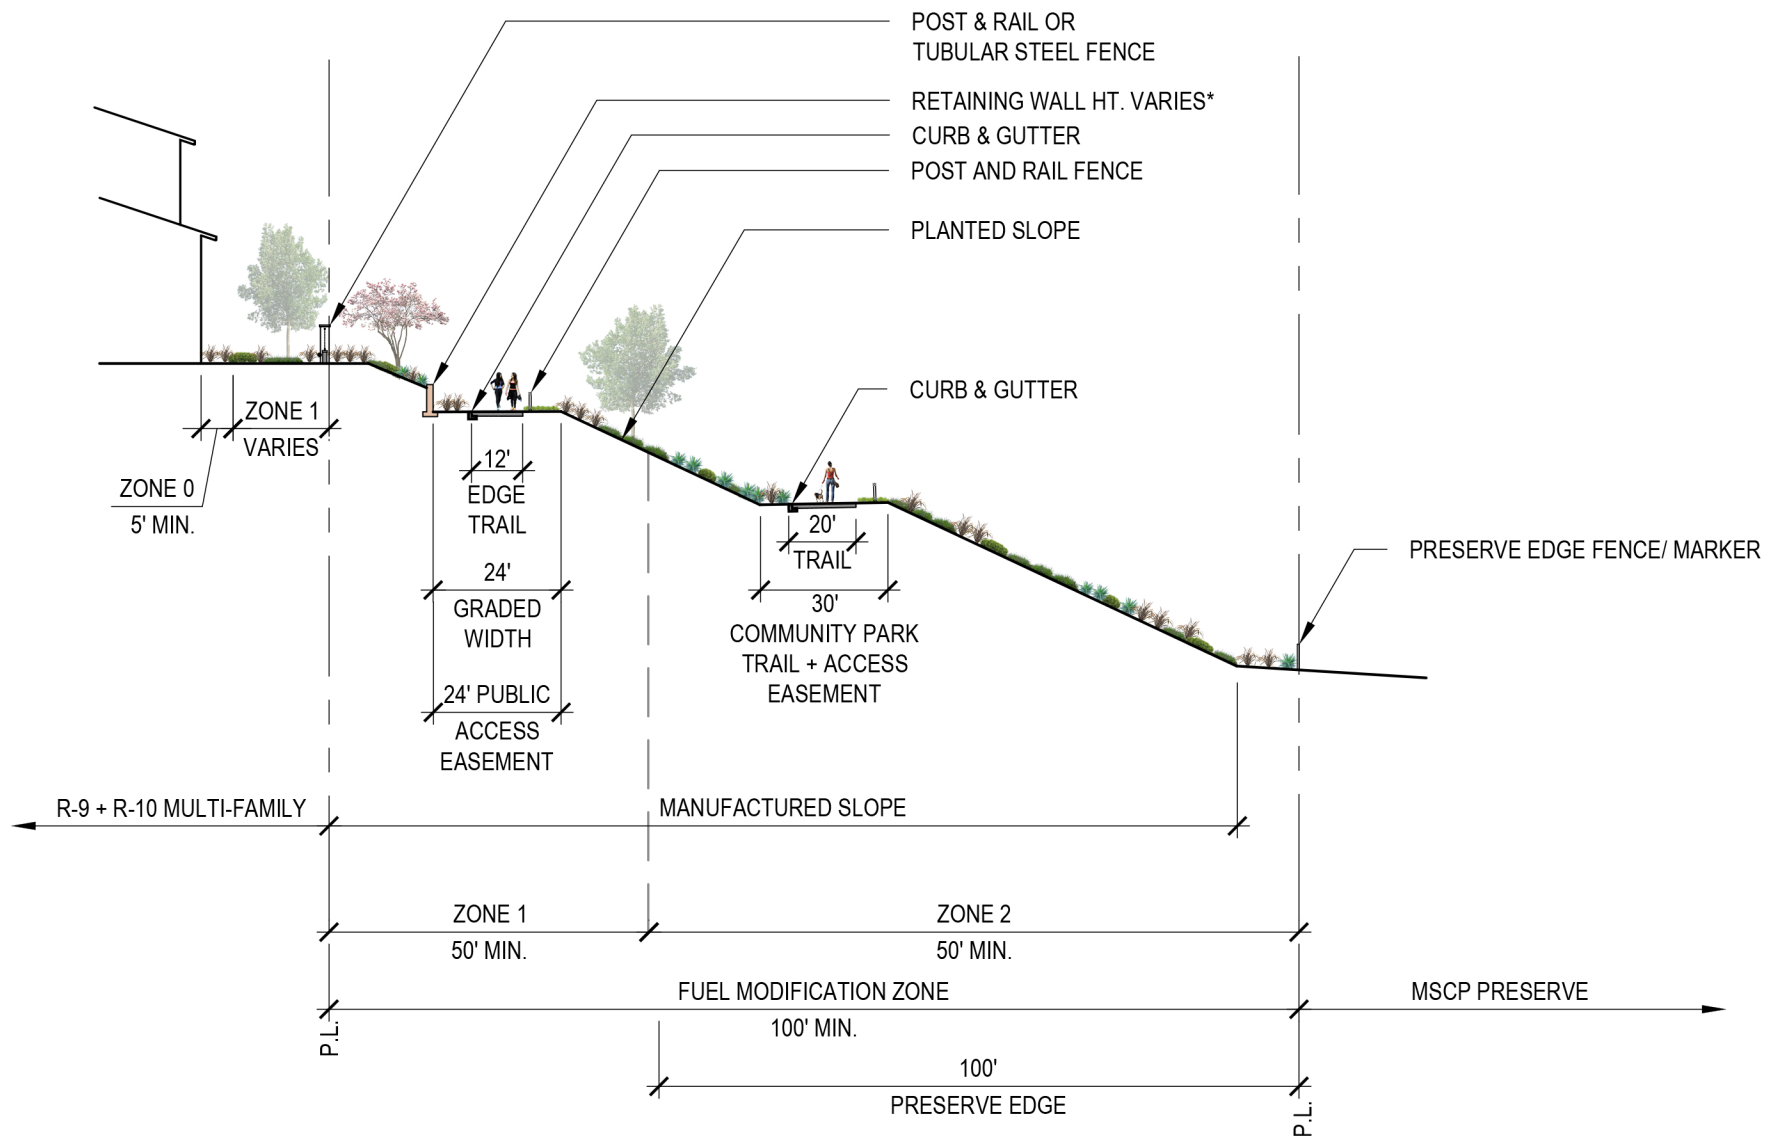 POST & RAIL OR
TUBULAR STEEL FENCE
RETAINING WALL HT. VARIES*
CURB & GUTTER
POST AND RAIL FENCE
PLANTED SLOPE
CURB & GUTTER
ZONE 1
VARIES
ZONE 0
5' MIN.
12'
EDGE
TRAIL
24'
GRADED
WIDTH
24' PUBLIC
ACCESS
EASEMENT
20'
TRAIL
30'
COMMUNITY PARK
TRAIL + ACCESS
EASEMENT
PRESERVE EDGE FENCE/ MARKER
R-9 + R-10 MULTI-FAMILY
MANUFACTURED SLOPE
ZONE 1
50' MIN.
ZONE 2
50' MIN.
FUEL MODIFICATION ZONE
100' MIN.
MSCP PRESERVE
P.L.
100'
PRESERVE EDGE
P.L.